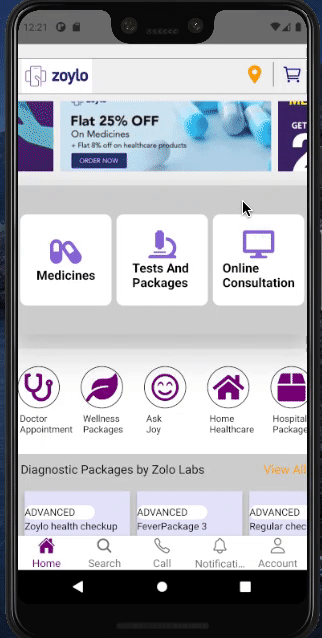 12:21
zoylo
zoylo
Flat 25% OFF
On Medicines
+ Flat 8% off on healthcare products
ORDER NOW
GET
Medicines
Tests And
Packages
Online
Consultation
Doctor
Appointment
Wellness
Packages
Ask
Joy
Home
Healthcare
Hospital
Package
Diagnostic Packages by Zolo Labs
View All
ADVANCED
Zoylo health checkup
ADVANCED
FeverPackage 3
ADVANCED
Regular chec
Home
Search
Call
Notificati...
Account